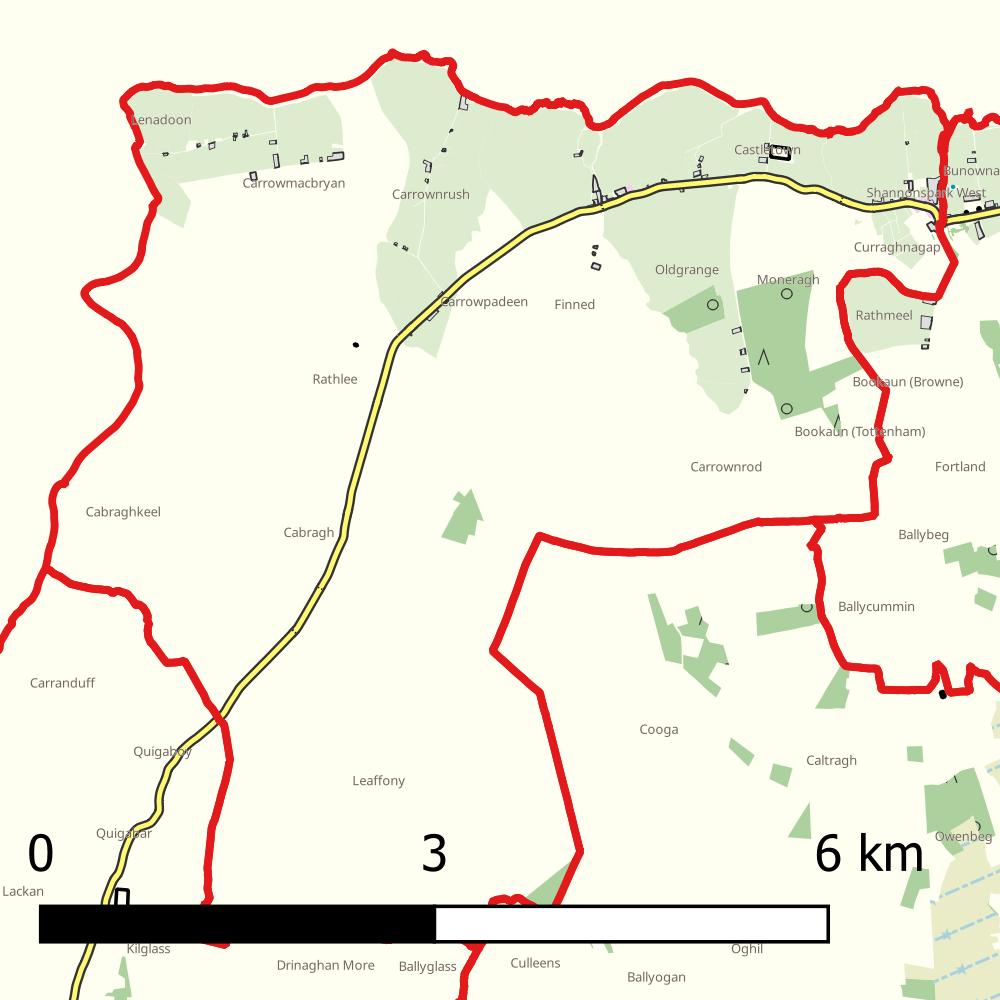 Lenadoon
Castletown
Bunowna
Carrowmacbryan
Carrownrush
Shannonspark West
Curraghnagap
Oldgrange
Moneragh
Carrowpadeen
Finned
Rathmeel
Rathlee
Bookaun (Browne)
Bookaun (Tottenham)
Carrownrod
Fortland
Cabraghkeel
Cabragh
Ballybeg
Ballycummin
Carranduff
Cooga
Quigaboy
Caltragh
Leaffony
Quigabar
Owenbeg
0 3 6 km
Lackan
Kilglass
Oghil
Drinaghan More
Ballyglass
Culleens
Ballyogan